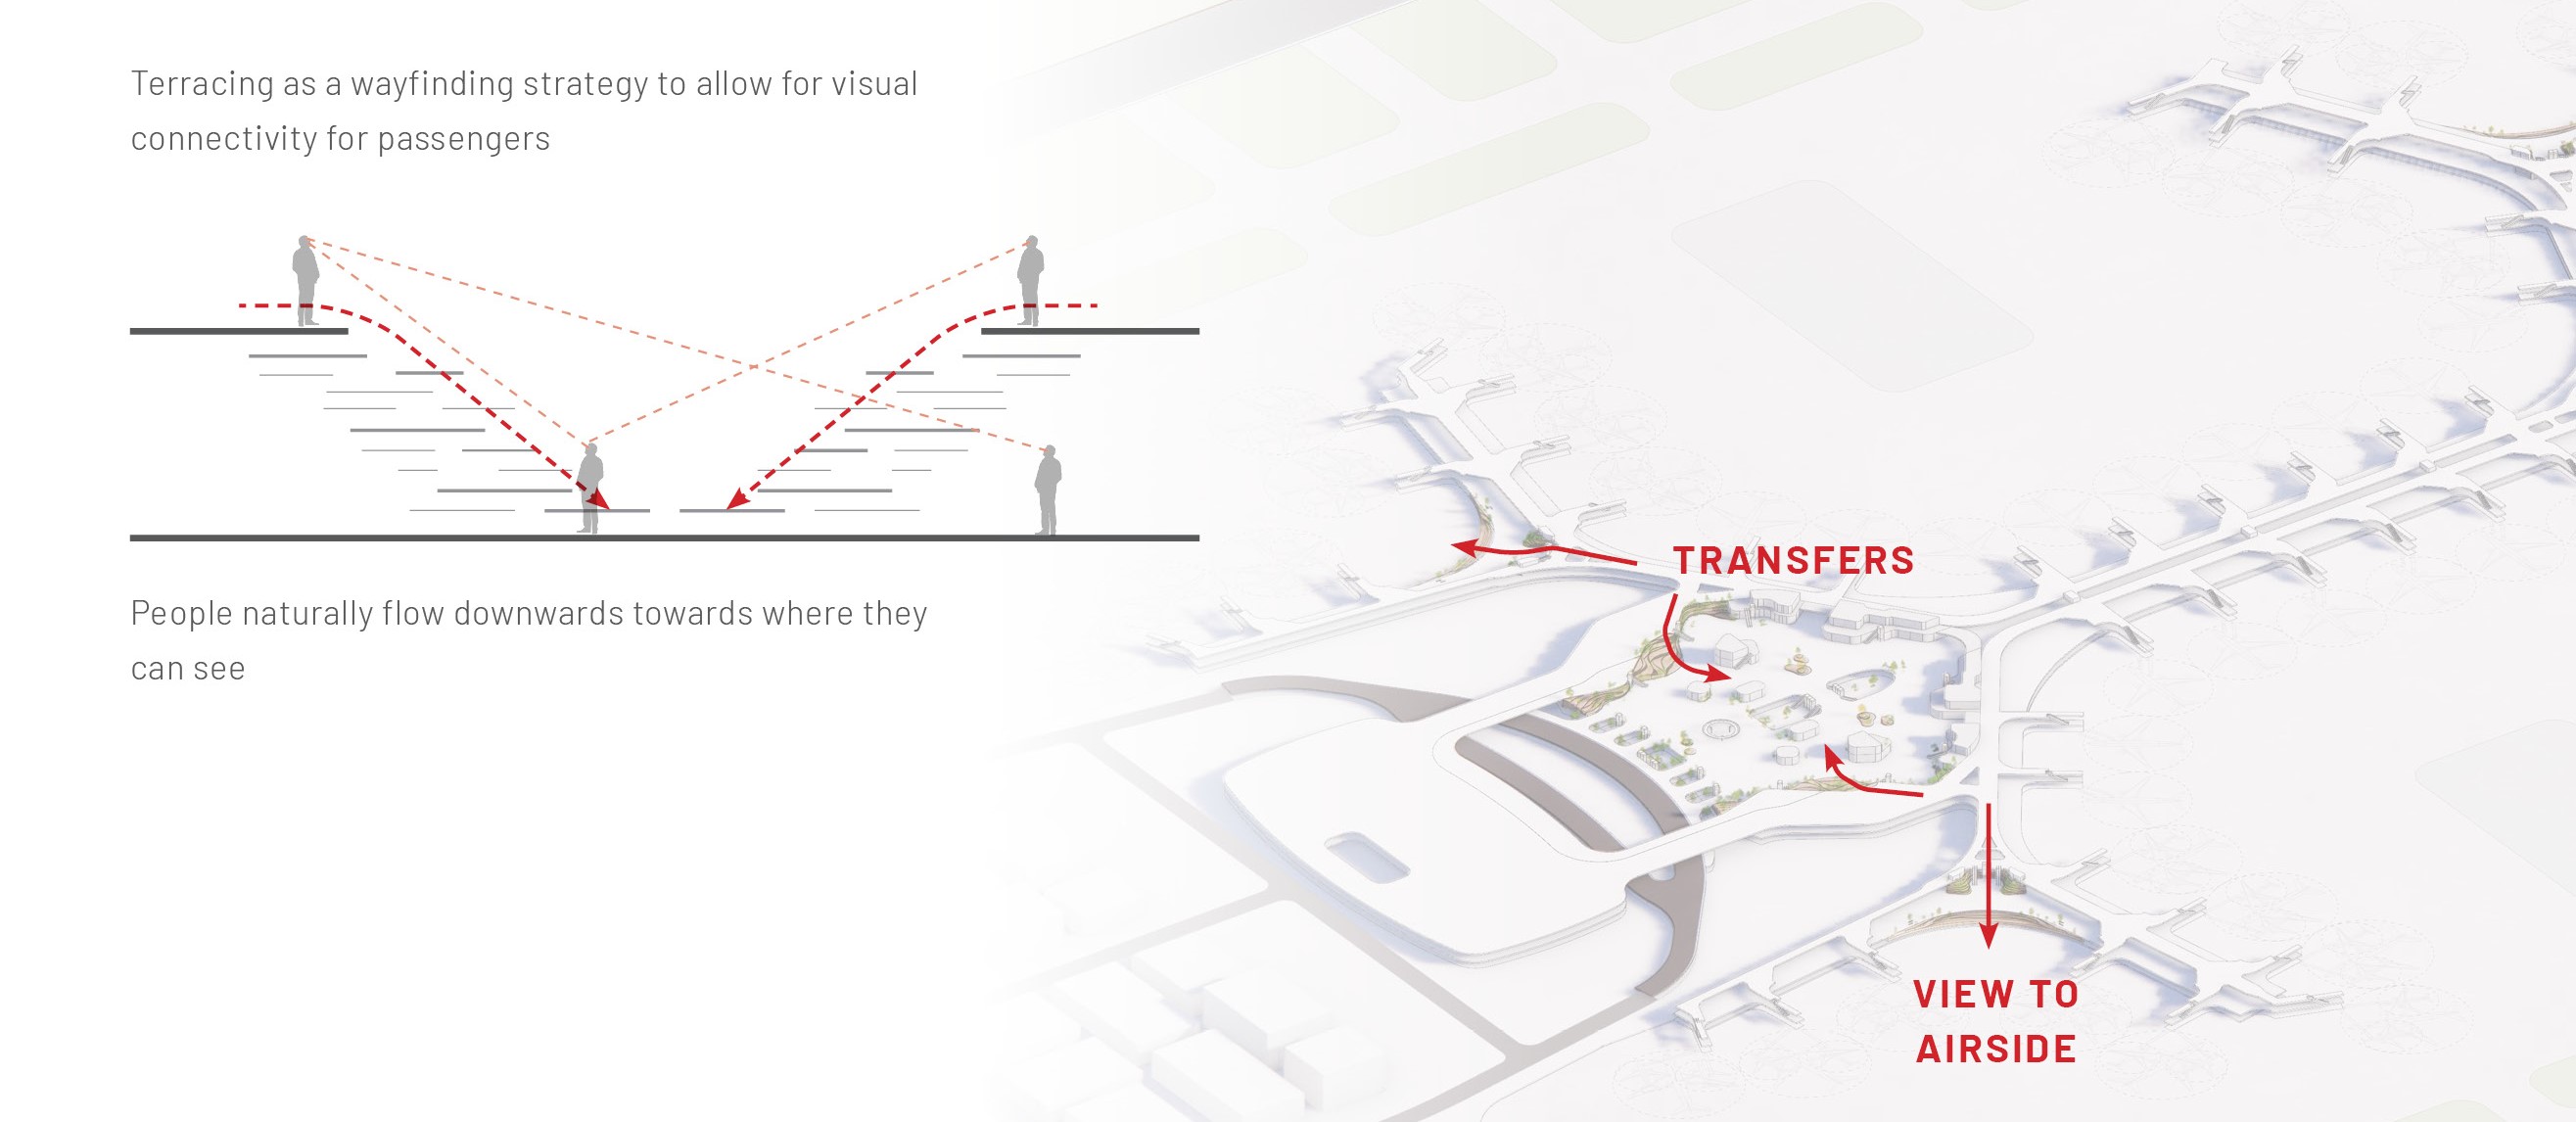 Terracing as a wayfinding strategy to allow for visual
connectivity for passengers
People naturally flow downwards towards where they
can see
TRANSFERS
VIEW TO
AIRSIDE